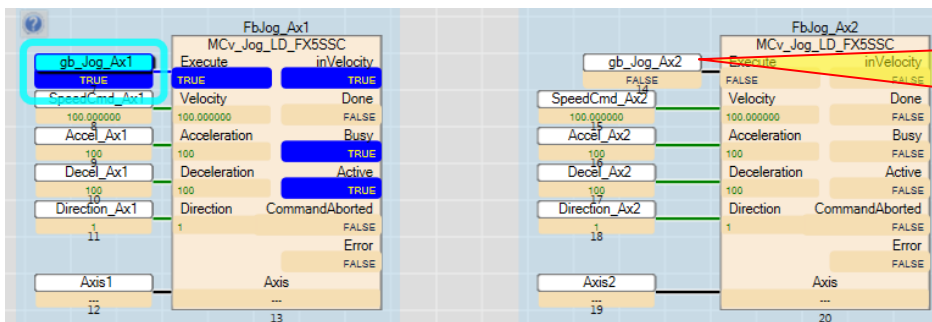 ?
FbJog_Ax1
MCv_Jog_LD_FX5SSC
gb_Jog_Ax1
TRUE
Execute
TRUE
inVelocity
TRUE
SpeedCmd_Ax1
100.000000
8
Velocity
100.000000
Done
FALSE
Accel_Ax1
100
9
Acceleration
100
Busy
TRUE
Decel_Ax1
100
10
Deceleration
100
Active
TRUE
Direction_Ax1
1
11
Direction
1
CommandAborted
FALSE
Error
FALSE
Axis1
---
12
Axis
---
13
FbJog_Ax2
MCv_Jog_LD_FX5SSC
gb_Jog_Ax2
FALSE
14
Execute
FALSE
inVelocity
FALSE
SpeedCmd_Ax2
100.000000
15
Velocity
100.000000
Done
FALSE
Accel_Ax2
100
16
Acceleration
100
Busy
FALSE
Decel_Ax2
100
17
Deceleration
100
Active
FALSE
Direction_Ax2
1
18
Direction
1
CommandAborted
FALSE
Error
FALSE
Axis2
---
19
Axis
---
20